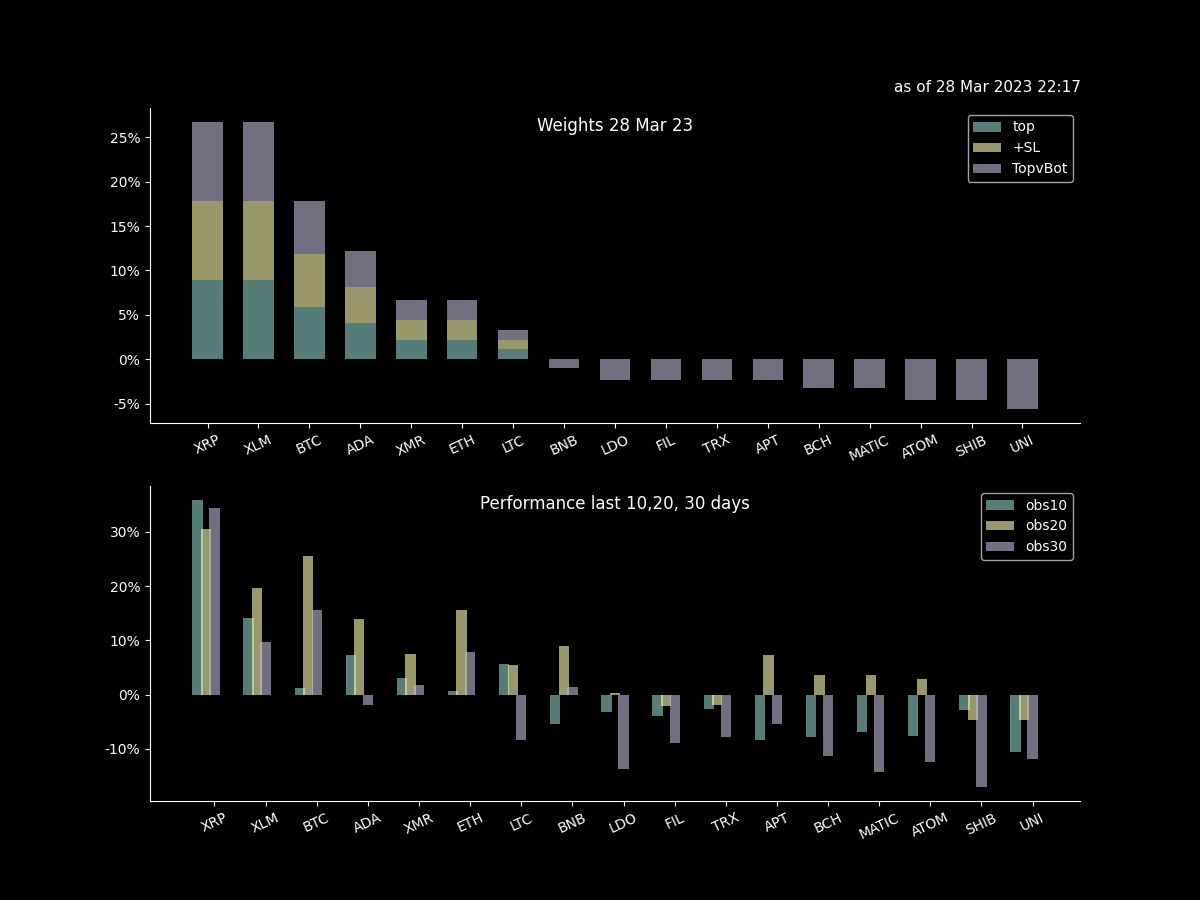 as of 28 Mar 2023 22:17
Weights 28 Mar 23
top
+SL
TopvBot
25%
20%
15%
10%
5%
0%
-5%
XRP XLM BTC ADA XMR ETH LTC BNB LDO FIL TRX APT BCH MATIC ATOM SHIB UNI
Performance last 10,20, 30 days
obs10
obs20
obs30
30%
20%
10%
0%
-10%
XRP XLM BTC ADA XMR ETH LTC BNB LDO FIL TRX APT BCH MATIC ATOM SHIB UNI